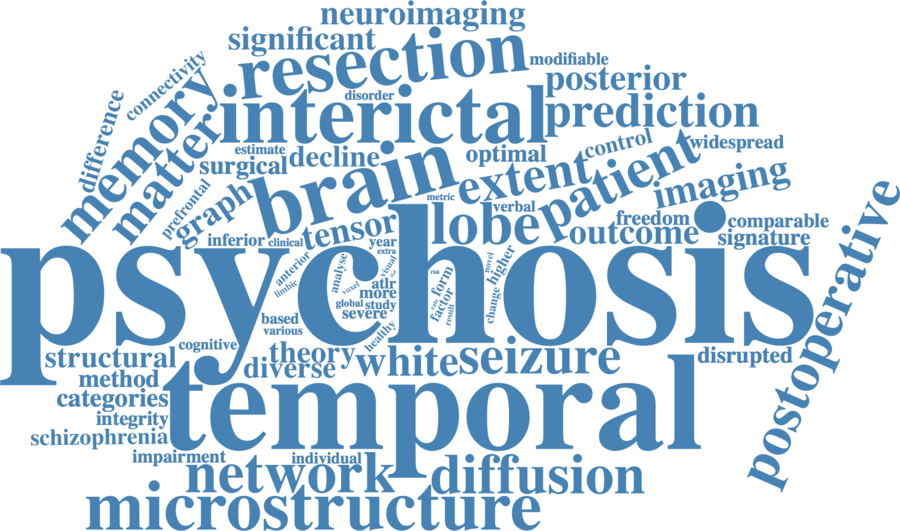 neuroimaging
significant
resection
modifiable
connectivity
posterior
disorder
interictal
prediction
memory
difference
matter
estimate
surgical
decline
optimal
control
widespread
brain
extent
patient
imaging
prefrontal
graph
metric
verbal
lobe
freedom
comparable
outcome
signature
tensor
inferior
clinical
year
extra
psychosis
anterior
limbic
analyse
visual
voxel
atlr
more
global
study
severe
healthy
risk
form
factor
rate
result
novel
higher
change
based
various
postoperative
cognitive
structural
theory
diverse
white
seizure
disrupted
method
categories
temporal
integrity
schizophrenia
impairment
individual
network
diffusion
microstructure